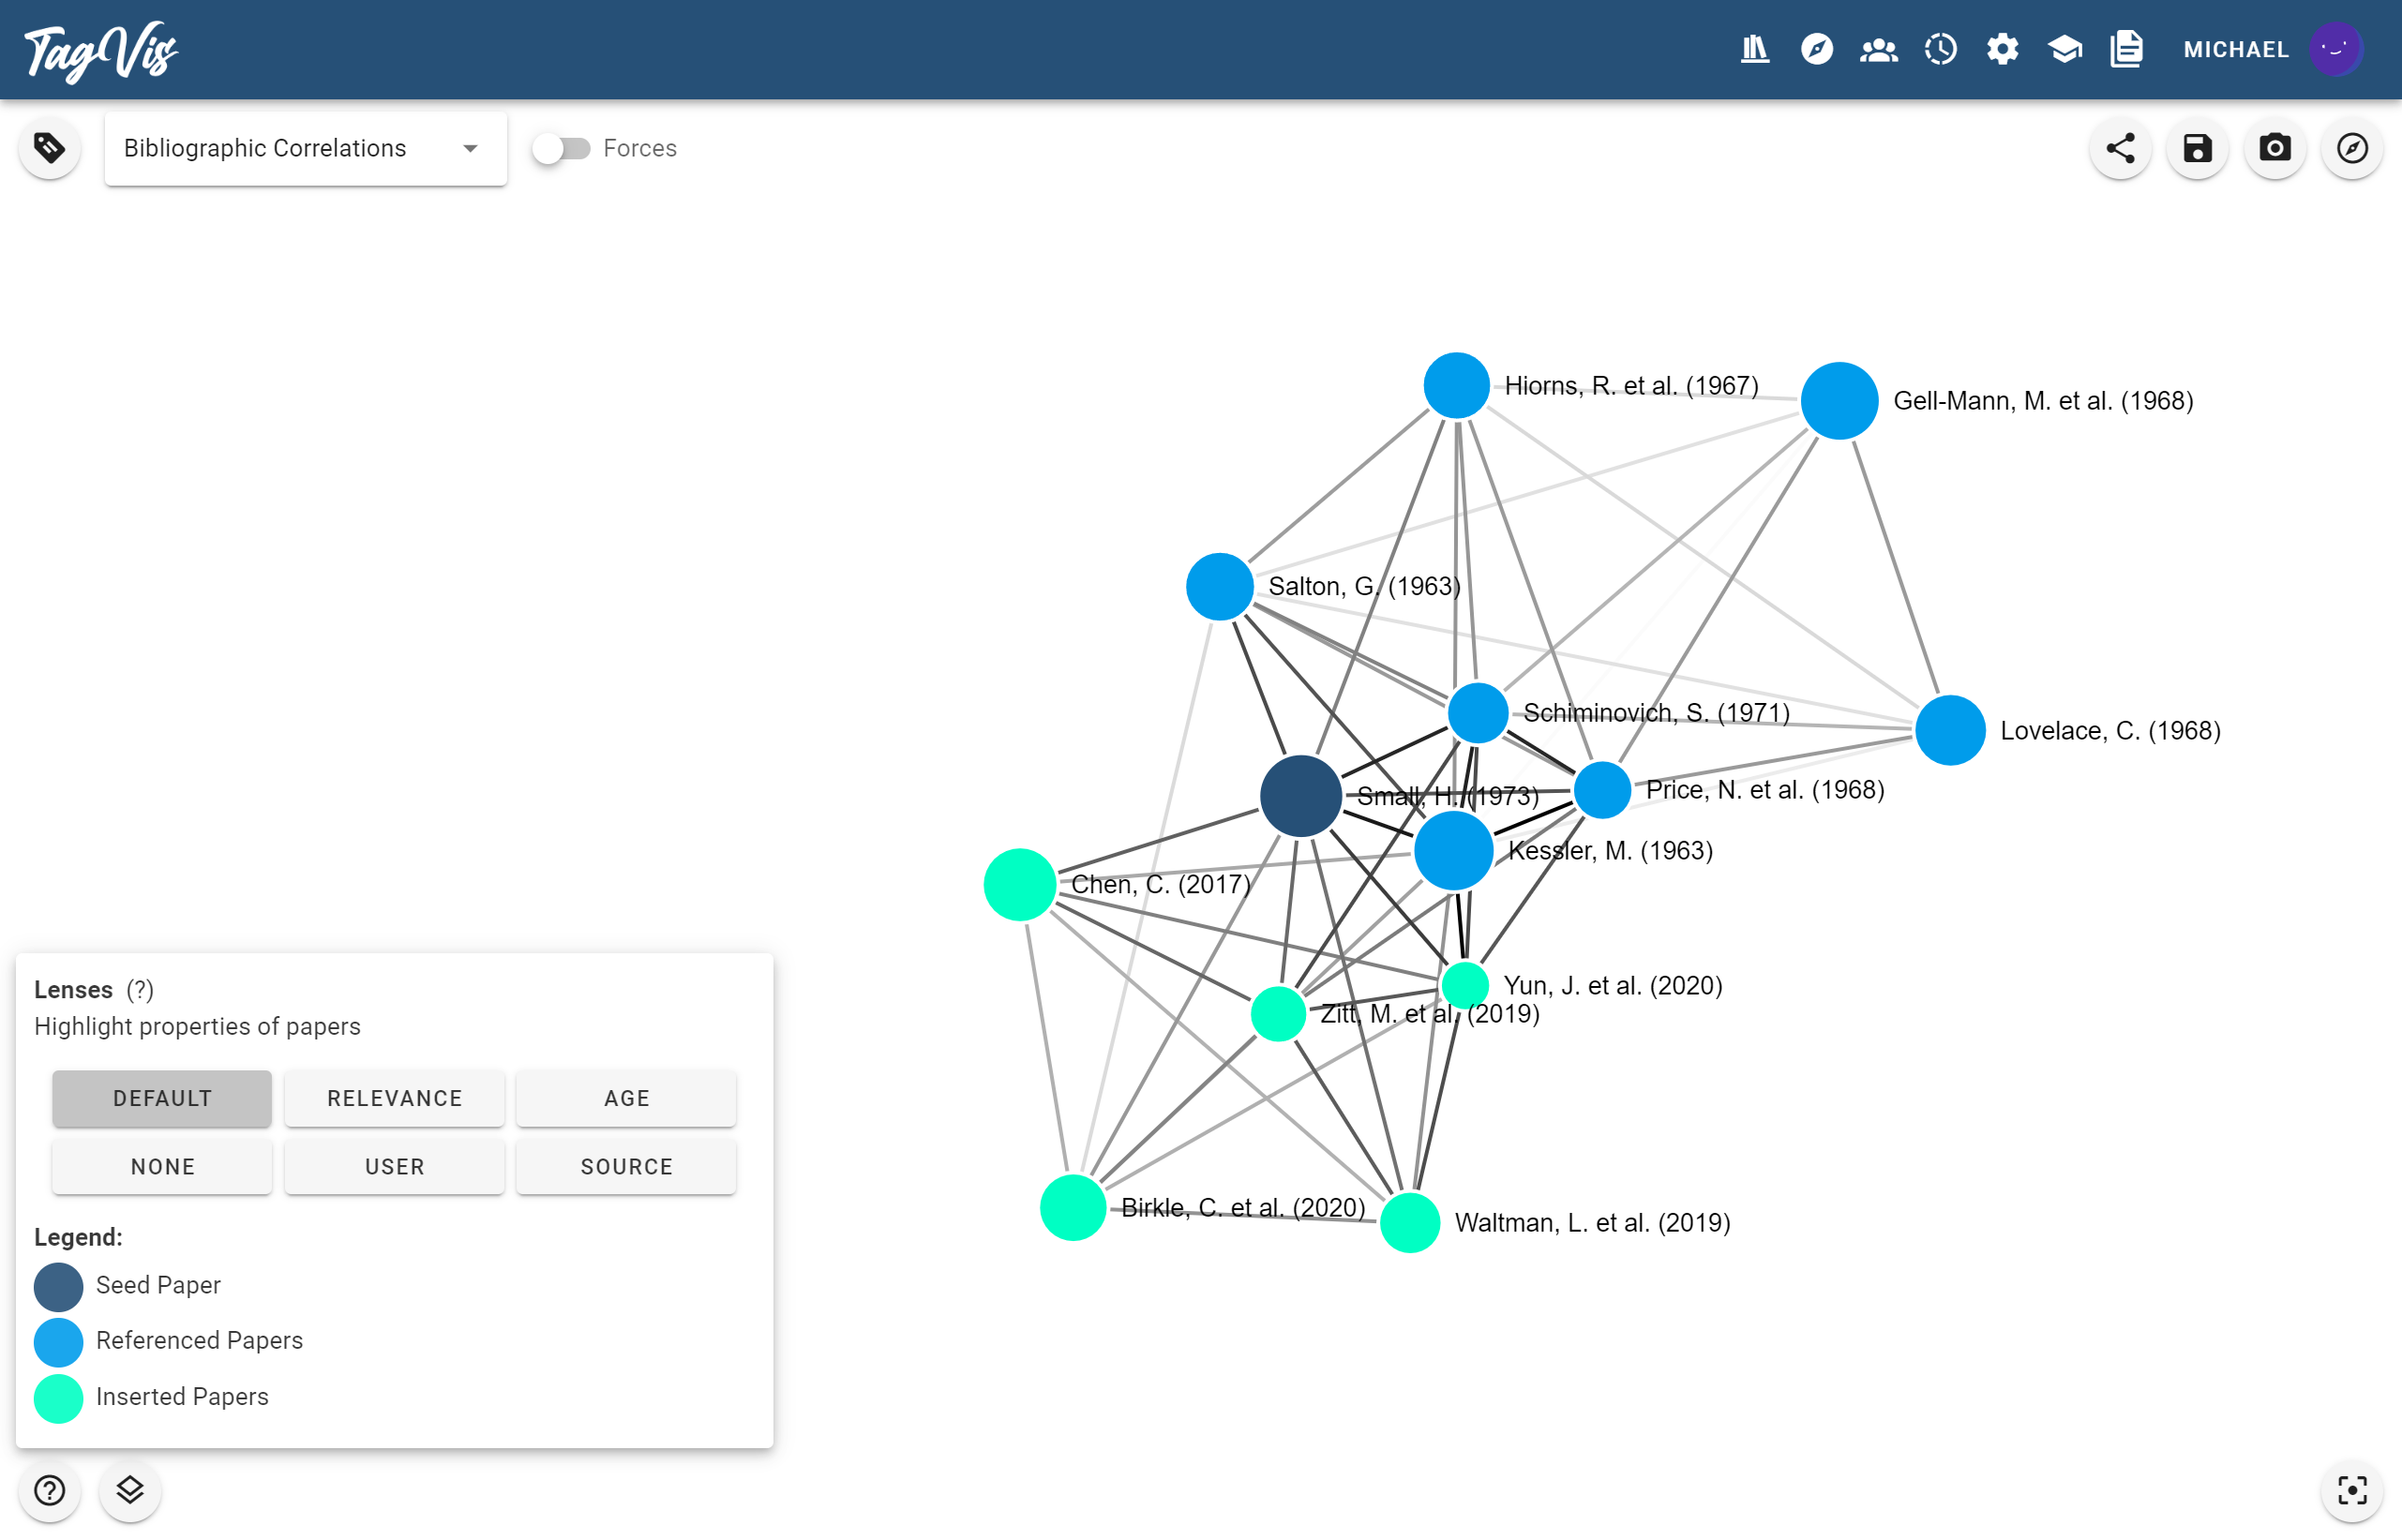 TagVis
MICHAEL
Bibliographic Correlations
Forces
Hiorns, R. et al. (1967)
Gell-Mann, M. et al. (1968)
Salton, G. (1963)
Schiminovich, S. (1971)
Lovelace, C. (1968)
Small, H. (1973)
Price, N. et al. (1968)
Kessler, M. (1963)
Chen, C. (2017)
Yun, J. et al. (2020)
Zitt, M. et al. (2019)
Birkle, C. et al. (2020)
Waltman, L. et al. (2019)
Lenses (?)
Highlight properties of papers
DEFAULT RELEVANCE AGE
NONE USER SOURCE
Legend:
Seed Paper
Referenced Papers
Inserted Papers